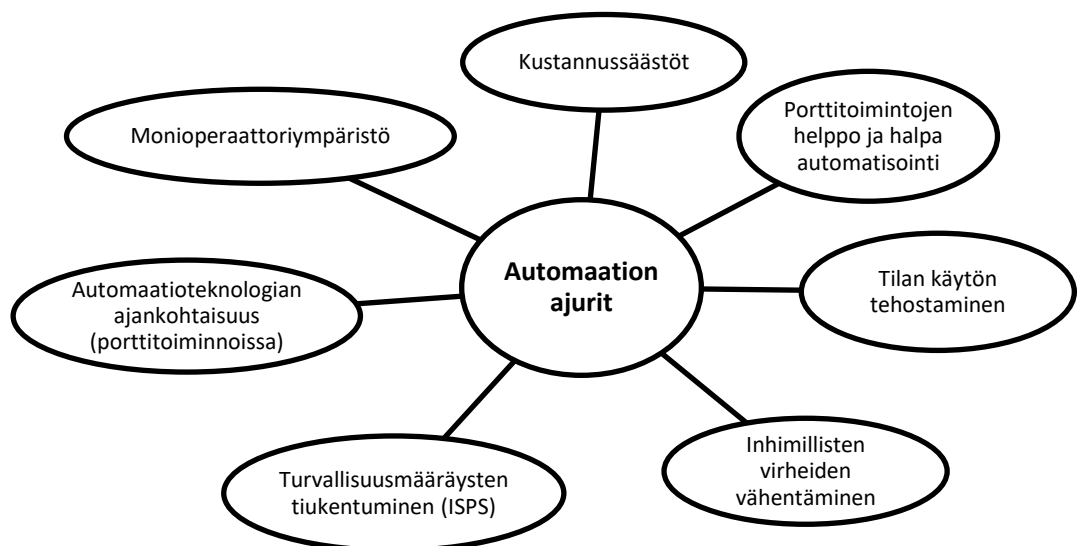 Kustannussäästöt
Porttitoimintojen
helppo ja halpa
automatisointi
Monioperaattoriympäristö
Automaation
ajurit
Tilan käytön
tehostaminen
Automaatioteknologian
ajankohtaisuus
(porttitoiminnoissa)
Inhimillisten
virheiden
vähentäminen
Turvallisuusmääräysten
tiukentuminen (ISPS)